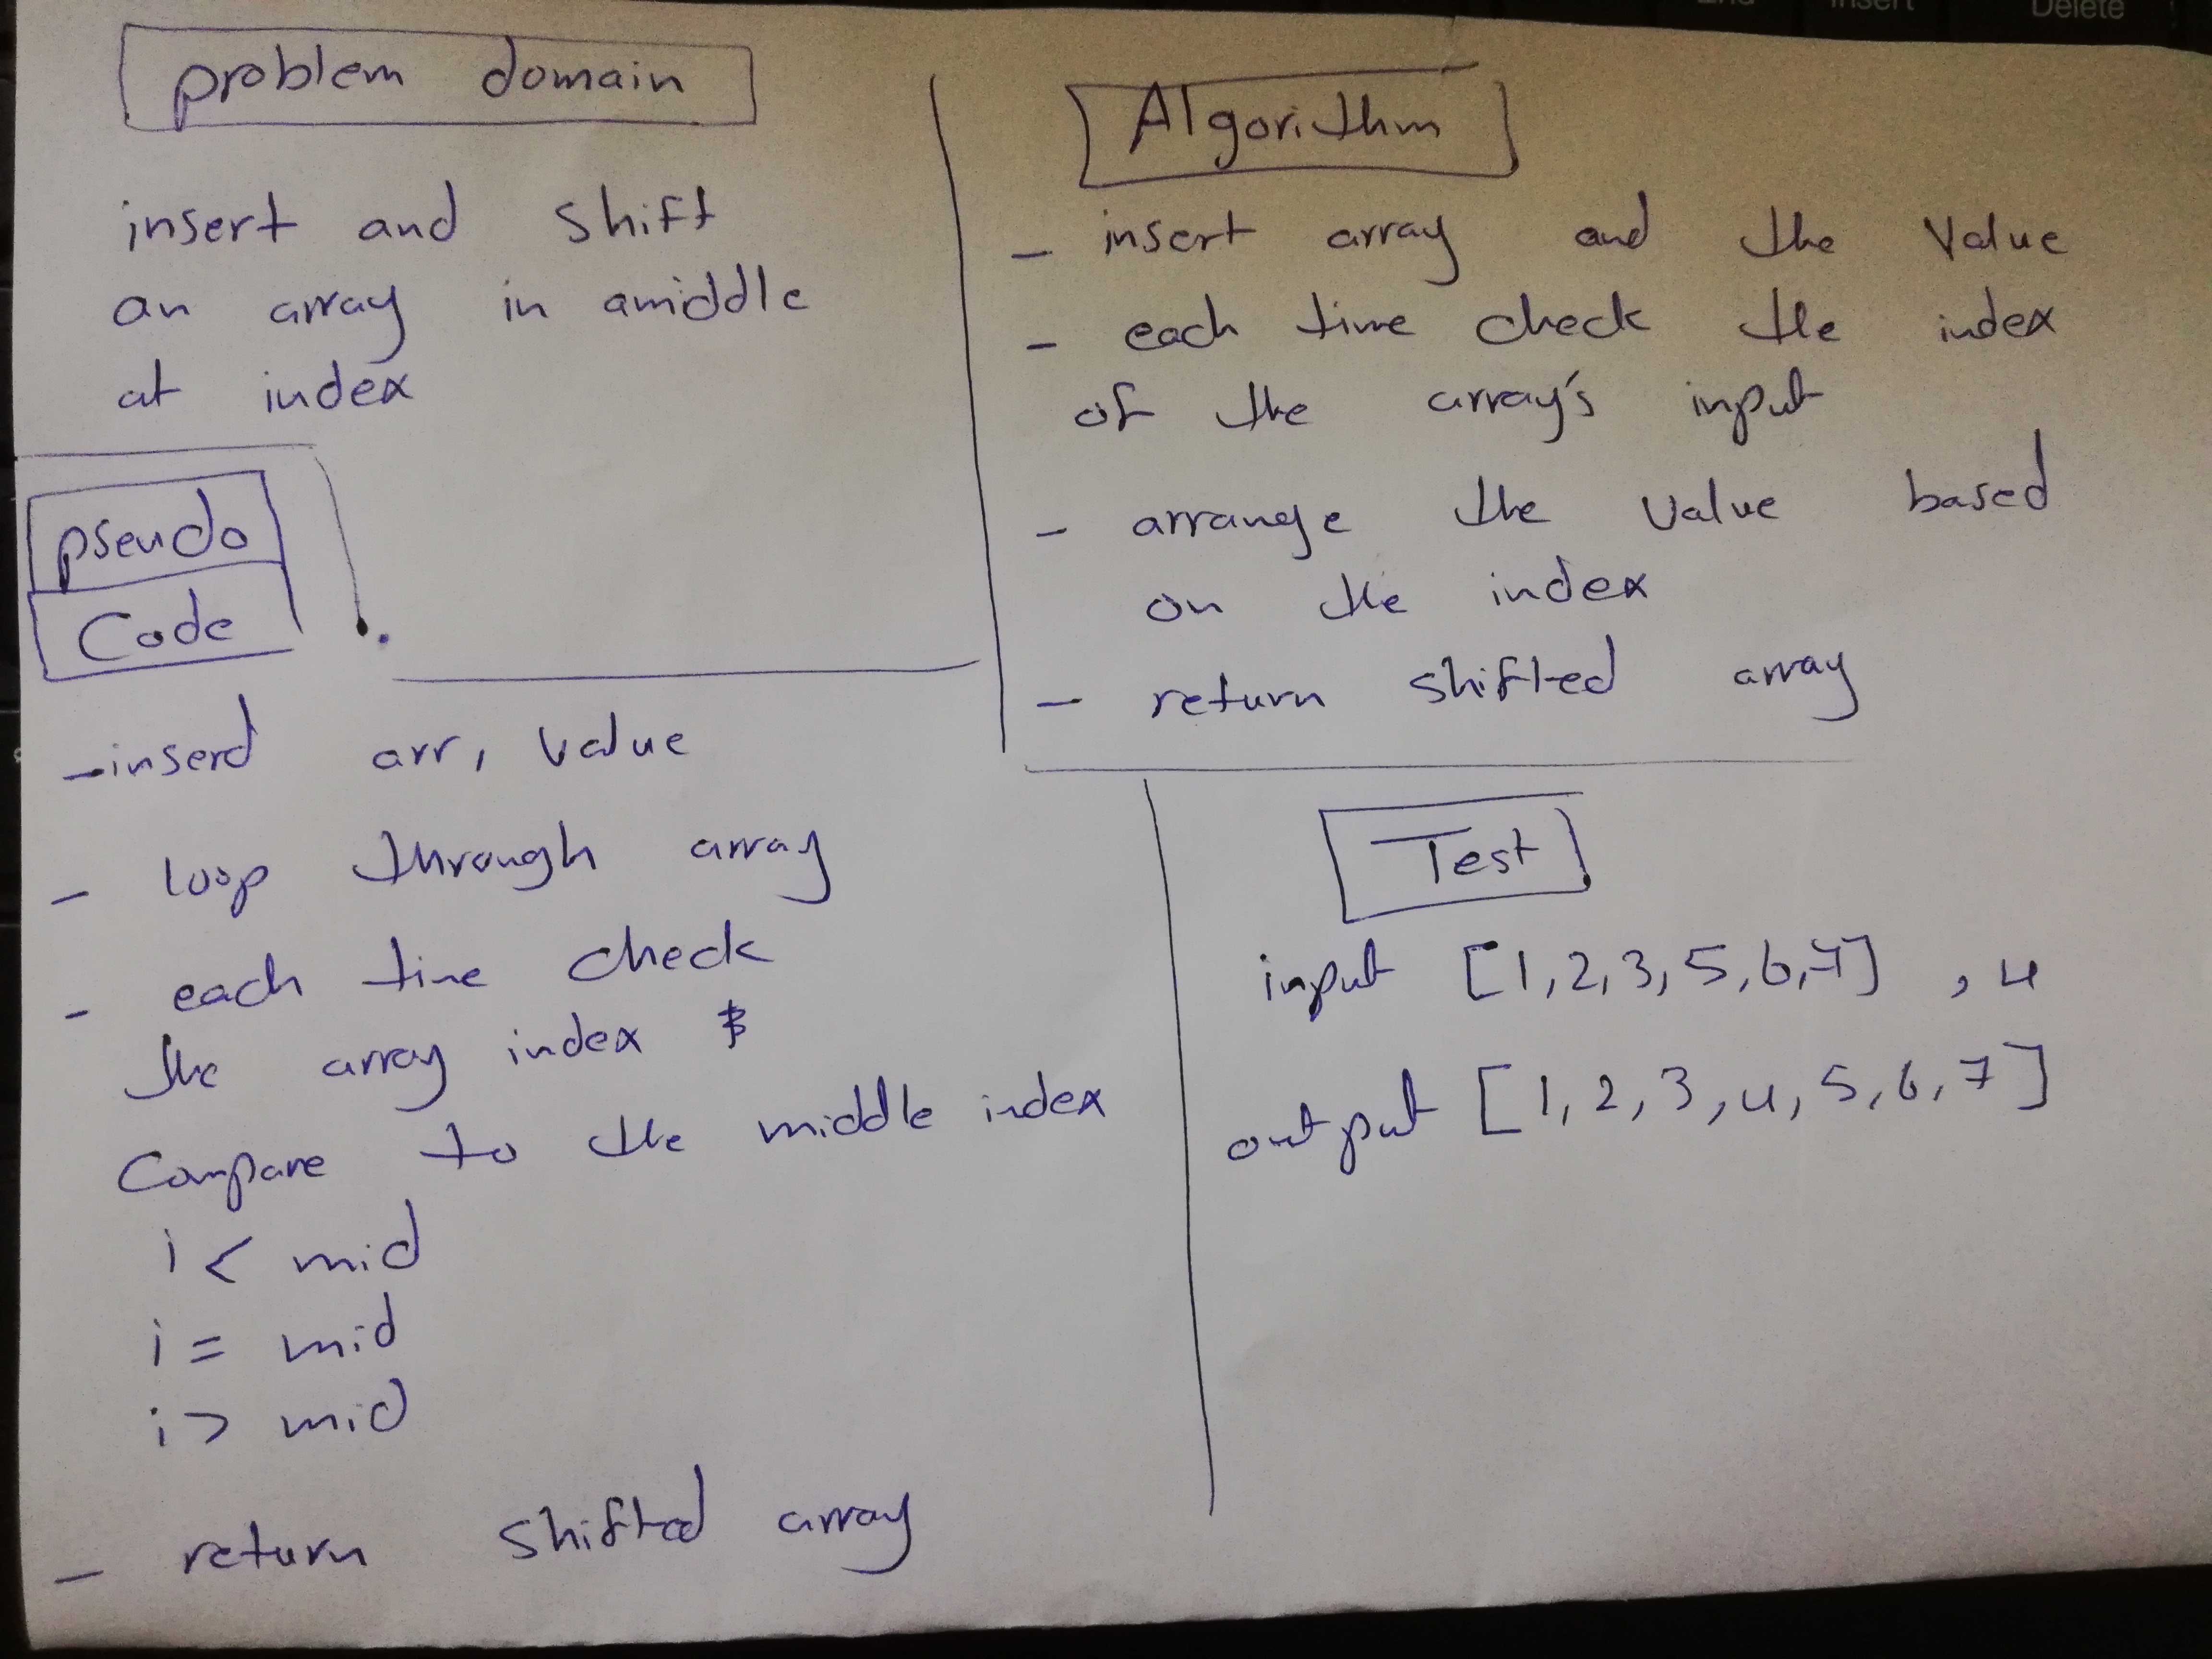 End Insert Delete
problem domain
insert and shift
an array in amiddle
at index
pseudo
Code
-inserd arr, value
- loop through array
- each time check
the array index
Compare to the middle index
i < mid
i = mid
i > mid
- return shifted array
Algorithm
- insert array and the Value
- each time check the index
of the array's input
- arrange the value based
on the index
- return shifted array
Test
input [1,2,3,5,6,7] , 4
output [1,2,3,4,5,6,7]